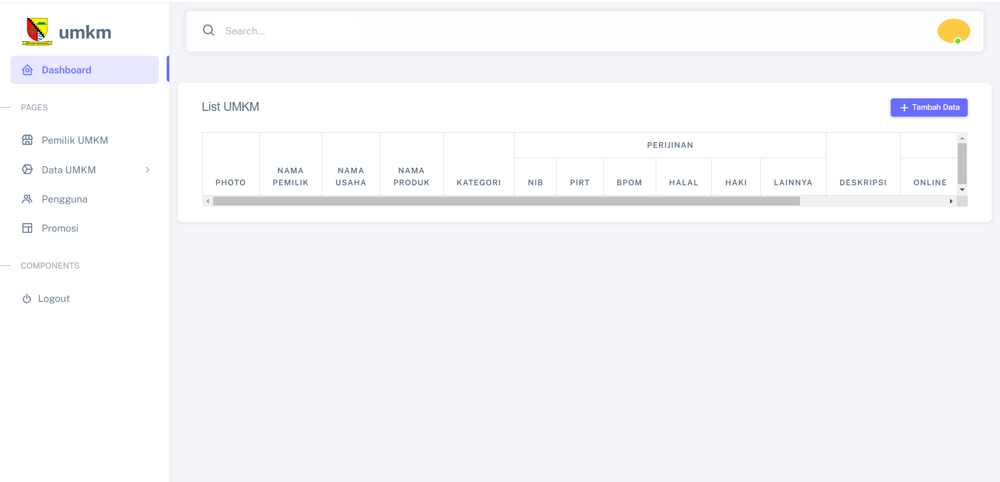 umkm
Search...
Dashboard
PAGES
Pemilik UMKM
Data UMKM
Pengguna
Promosi
COMPONENTS
Logout
List UMKM
Tambah Data
PHOTO
NAMA
PEMILIK
NAMA
USAHA
NAMA
PRODUK
KATEGORI
PERIJINAN
NIB
PIRT
BPOM
HALAL
HAKI
LAINNYA
DESKRIPSI
ONLINE